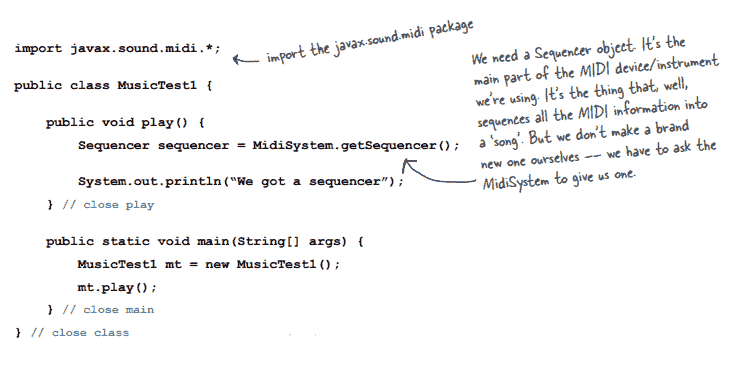 import javax.sound.midi.*;
import the javax.sound.midi package
public class MusicTest1 {
public void play() {
Sequencer sequencer = MidiSystem.getSequencer();
System.out.println(“We got a sequencer”);
} // close play
We need a Sequencer object. It's the
main part of the MIDI device/instrument
we're using. It's the thing that, well,
sequences all the MIDI information into
a 'song'. But we don't make a brand
new one ourselves -- we have to ask the
MidiSystem to give us one.
public static void main(String[] args) {
MusicTest1 mt = new MusicTest1();
mt.play();
} // close main
} // close class